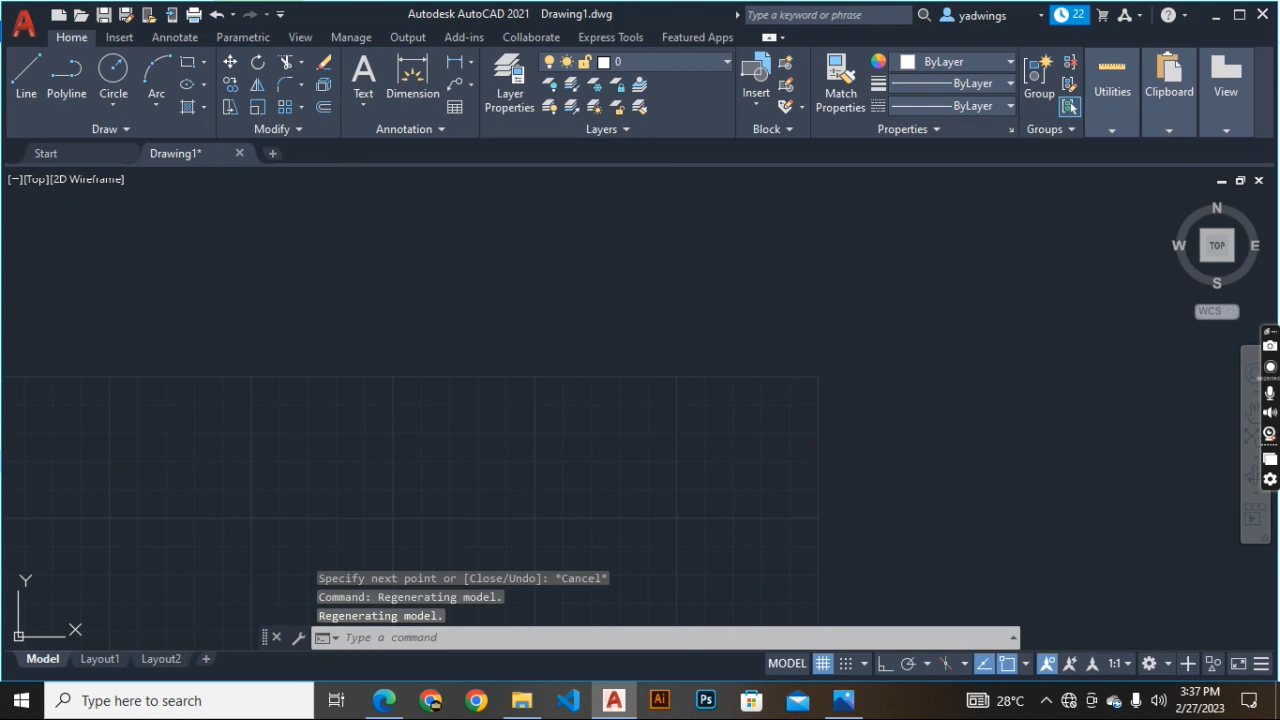 Autodesk AutoCAD 2021 Drawing1.dwg
Type a keyword or phrase
yadwings
22
Home Insert Annotate Parametric View Manage Output Add-ins Collaborate Express Tools Featured Apps
Line Polyline Circle Arc
Draw
Modify
Text Dimension
Annotation
Layer
Properties
0
Layers
Insert
Block
Match
Properties
ByLayer
ByLayer
ByLayer
Properties
Group
Groups
Utilities
Clipboard
View
Start
Drawing1*
[−][Top][2D Wireframe]
N
W TOP E
S
WCS
Specify next point or [Close/Undo]: *Cancel*
Command: Regenerating model.
Regenerating model.
Type a command
Y
X
Model Layout1 Layout2
MODEL
1:1
Type here to search
Ai
Ps
28°C
3:37 PM
2/27/2023